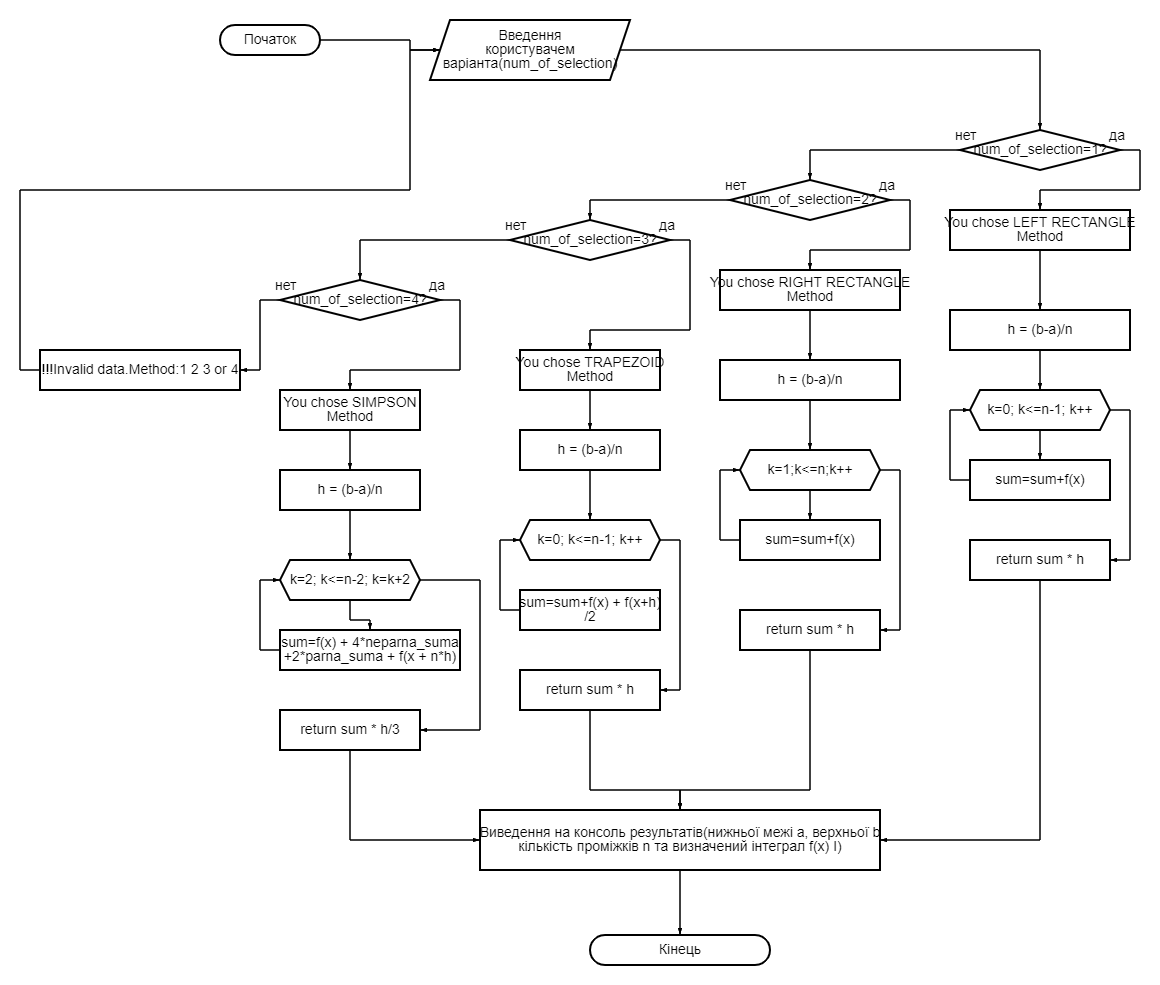 Початок
Введення
користувачем
варіанта(num_of_selection)
нет
да
num_of_selection=1?
нет
да
num_of_selection=2?
You chose LEFT RECTANGLE
Method
нет
да
num_of_selection=3?
You chose RIGHT RECTANGLE
Method
нет
да
num_of_selection=4?
h = (b-a)/n
!!!Invalid data.Method:1 2 3 or 4
You chose TRAPEZOID
Method
h = (b-a)/n
You chose SIMPSON
Method
k=0; k<=n-1; k++
h = (b-a)/n
k=1;k<=n;k++
sum=sum+f(x)
h = (b-a)/n
k=0; k<=n-1; k++
sum=sum+f(x)
return sum * h
k=2; k<=n-2; k=k+2
sum=sum+f(x) + f(x+h)
/2
return sum * h
sum=f(x) + 4*neparna_suma
+2*parna_suma + f(x + n*h)
return sum * h
return sum * h/3
Виведення на консоль результатів(нижньої межі a, верхньої b
кількість проміжків n та визначений інтеграл f(x) I)
Кінець